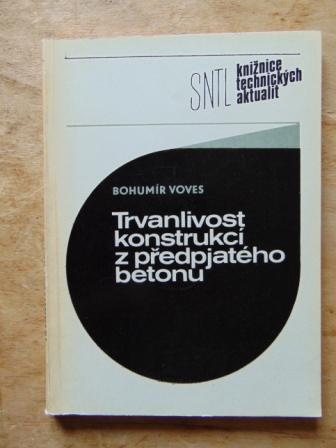 SNTL
knižnice
technických
aktualit
BOHUMÍR VOVES
Trvanlivost
konstrukcí
z předpjatého
betonu